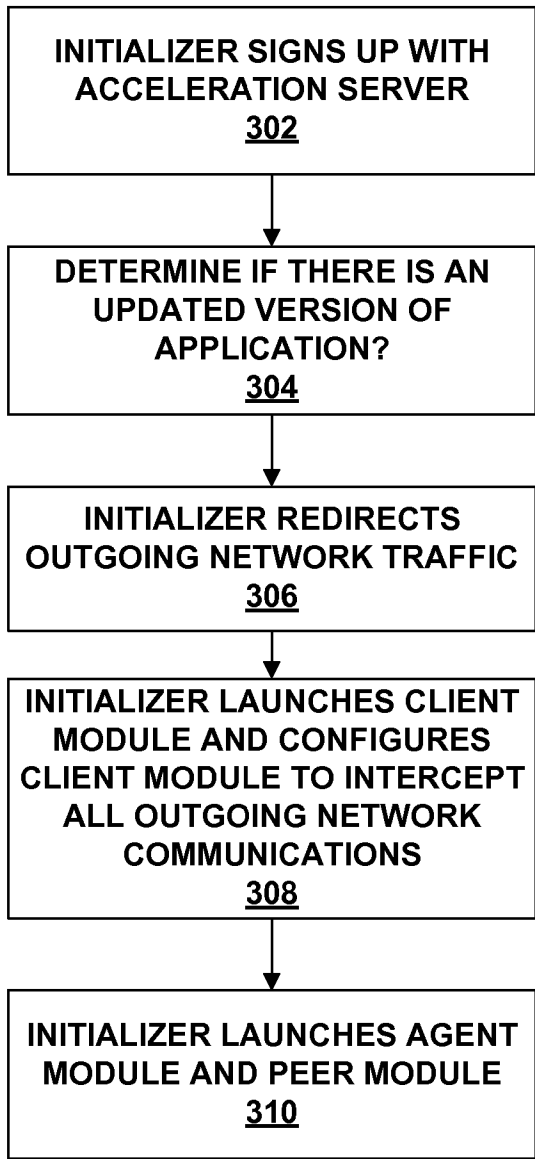 INITIALIZER SIGNS UP WITH
ACCELERATION SERVER
302
DETERMINE IF THERE IS AN
UPDATED VERSION OF
APPLICATION?
304
INITIALIZER REDIRECTS
OUTGOING NETWORK TRAFFIC
306
INITIALIZER LAUNCHES CLIENT
MODULE AND CONFIGURES
CLIENT MODULE TO INTERCEPT
ALL OUTGOING NETWORK
COMMUNICATIONS
308
INITIALIZER LAUNCHES AGENT
MODULE AND PEER MODULE
310